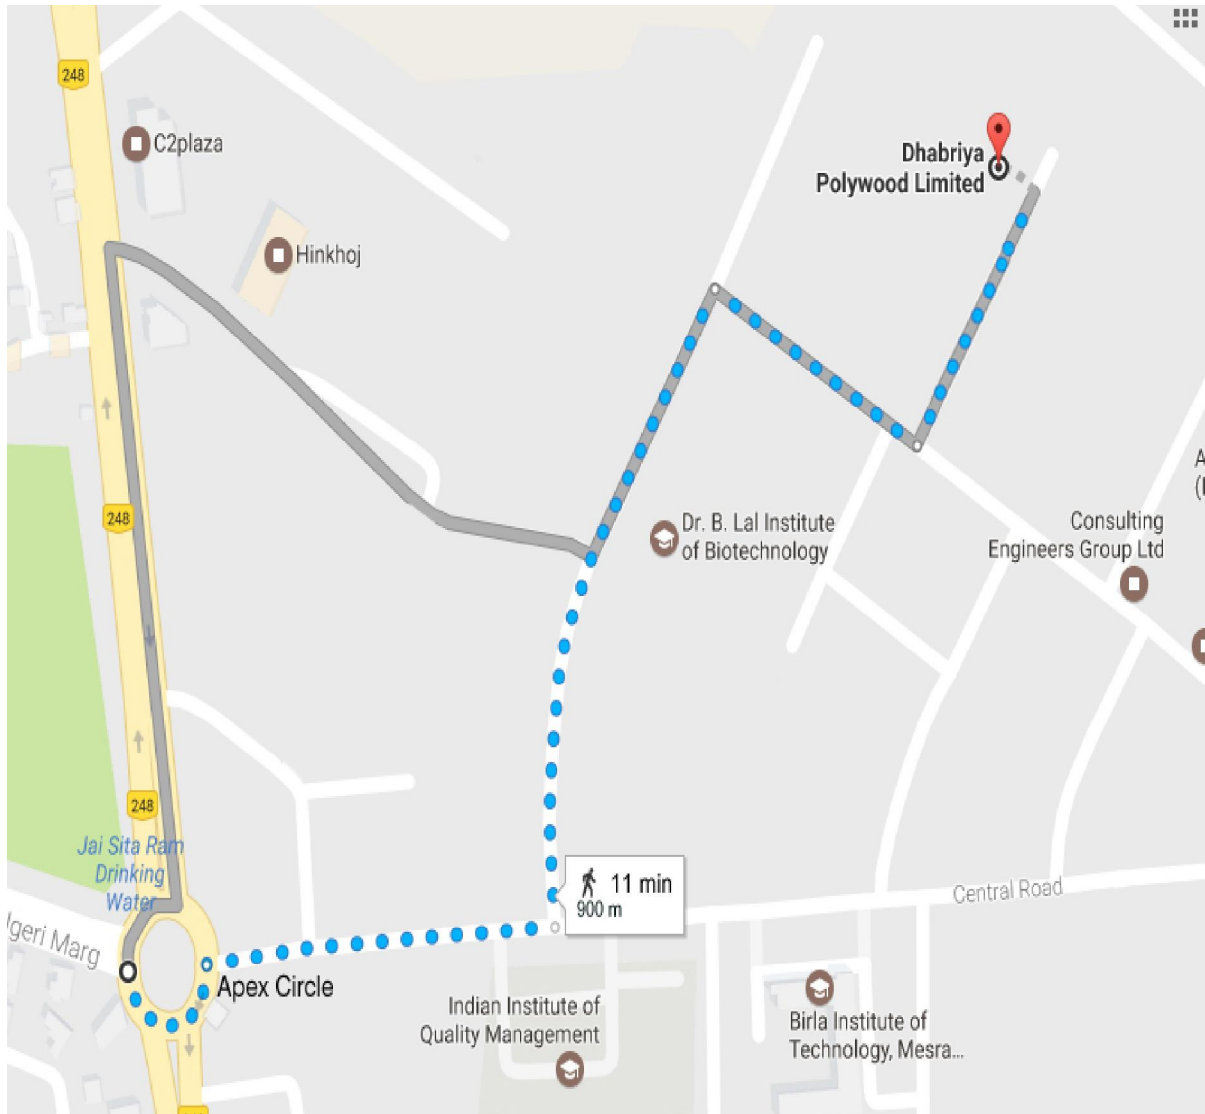 248
C2plaza
Dhabriya
Polywood Limited
Hinkhoj
248
Dr. B. Lal Institute
of Biotechnology
Consulting
Engineers Group Ltd
248
Jai Sita Ram
Drinking
Water
11 min
900 m
Central Road
Marg
Apex Circle
Indian Institute of
Quality Management
Birla Institute of
Technology, Mesra...